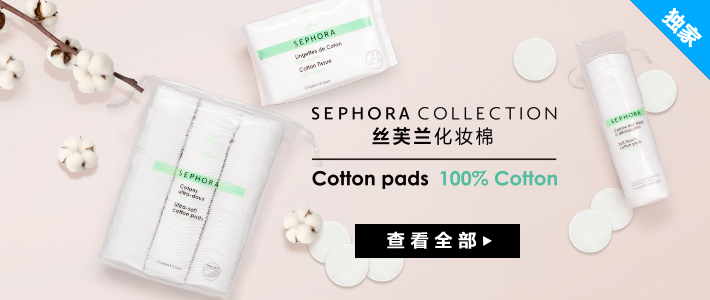 独家
SEPHORA
Lingettes de Coton
Cotton Tissue
SEPHORA COLLECTION
丝芙兰化妆棉
Cotton pads 100% Cotton
查看全部
SEPHORA
Cotons
ultra-doux
Ultra-soft
cotton pads
SEPHORA